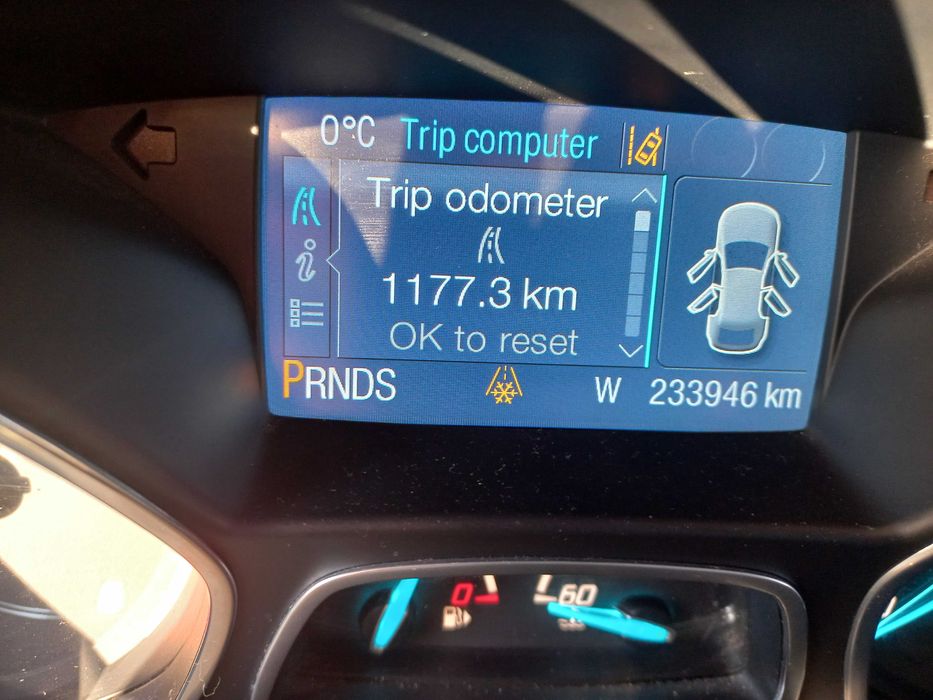 0°C Trip computer
Trip odometer
1177.3 km
OK to reset
PRNDS W 233946 km
0 60